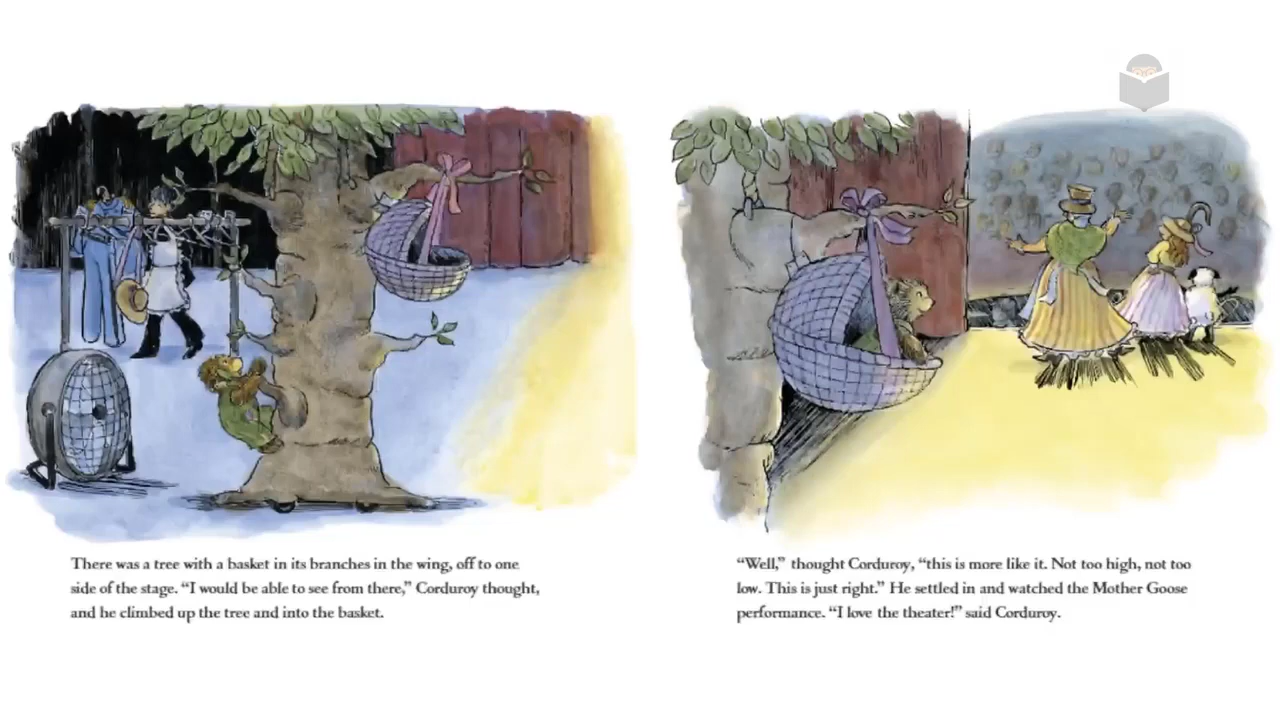 There was a tree with a basket in its branches in the wing, off to one
side of the stage. “I would be able to see from there,” Corduroy thought,
and he climbed up the tree and into the basket.
“Well,” thought Corduroy, “this is more like it. Not too high, not too
low. This is just right.” He settled in and watched the Mother Goose
performance. “I love the theater!” said Corduroy.